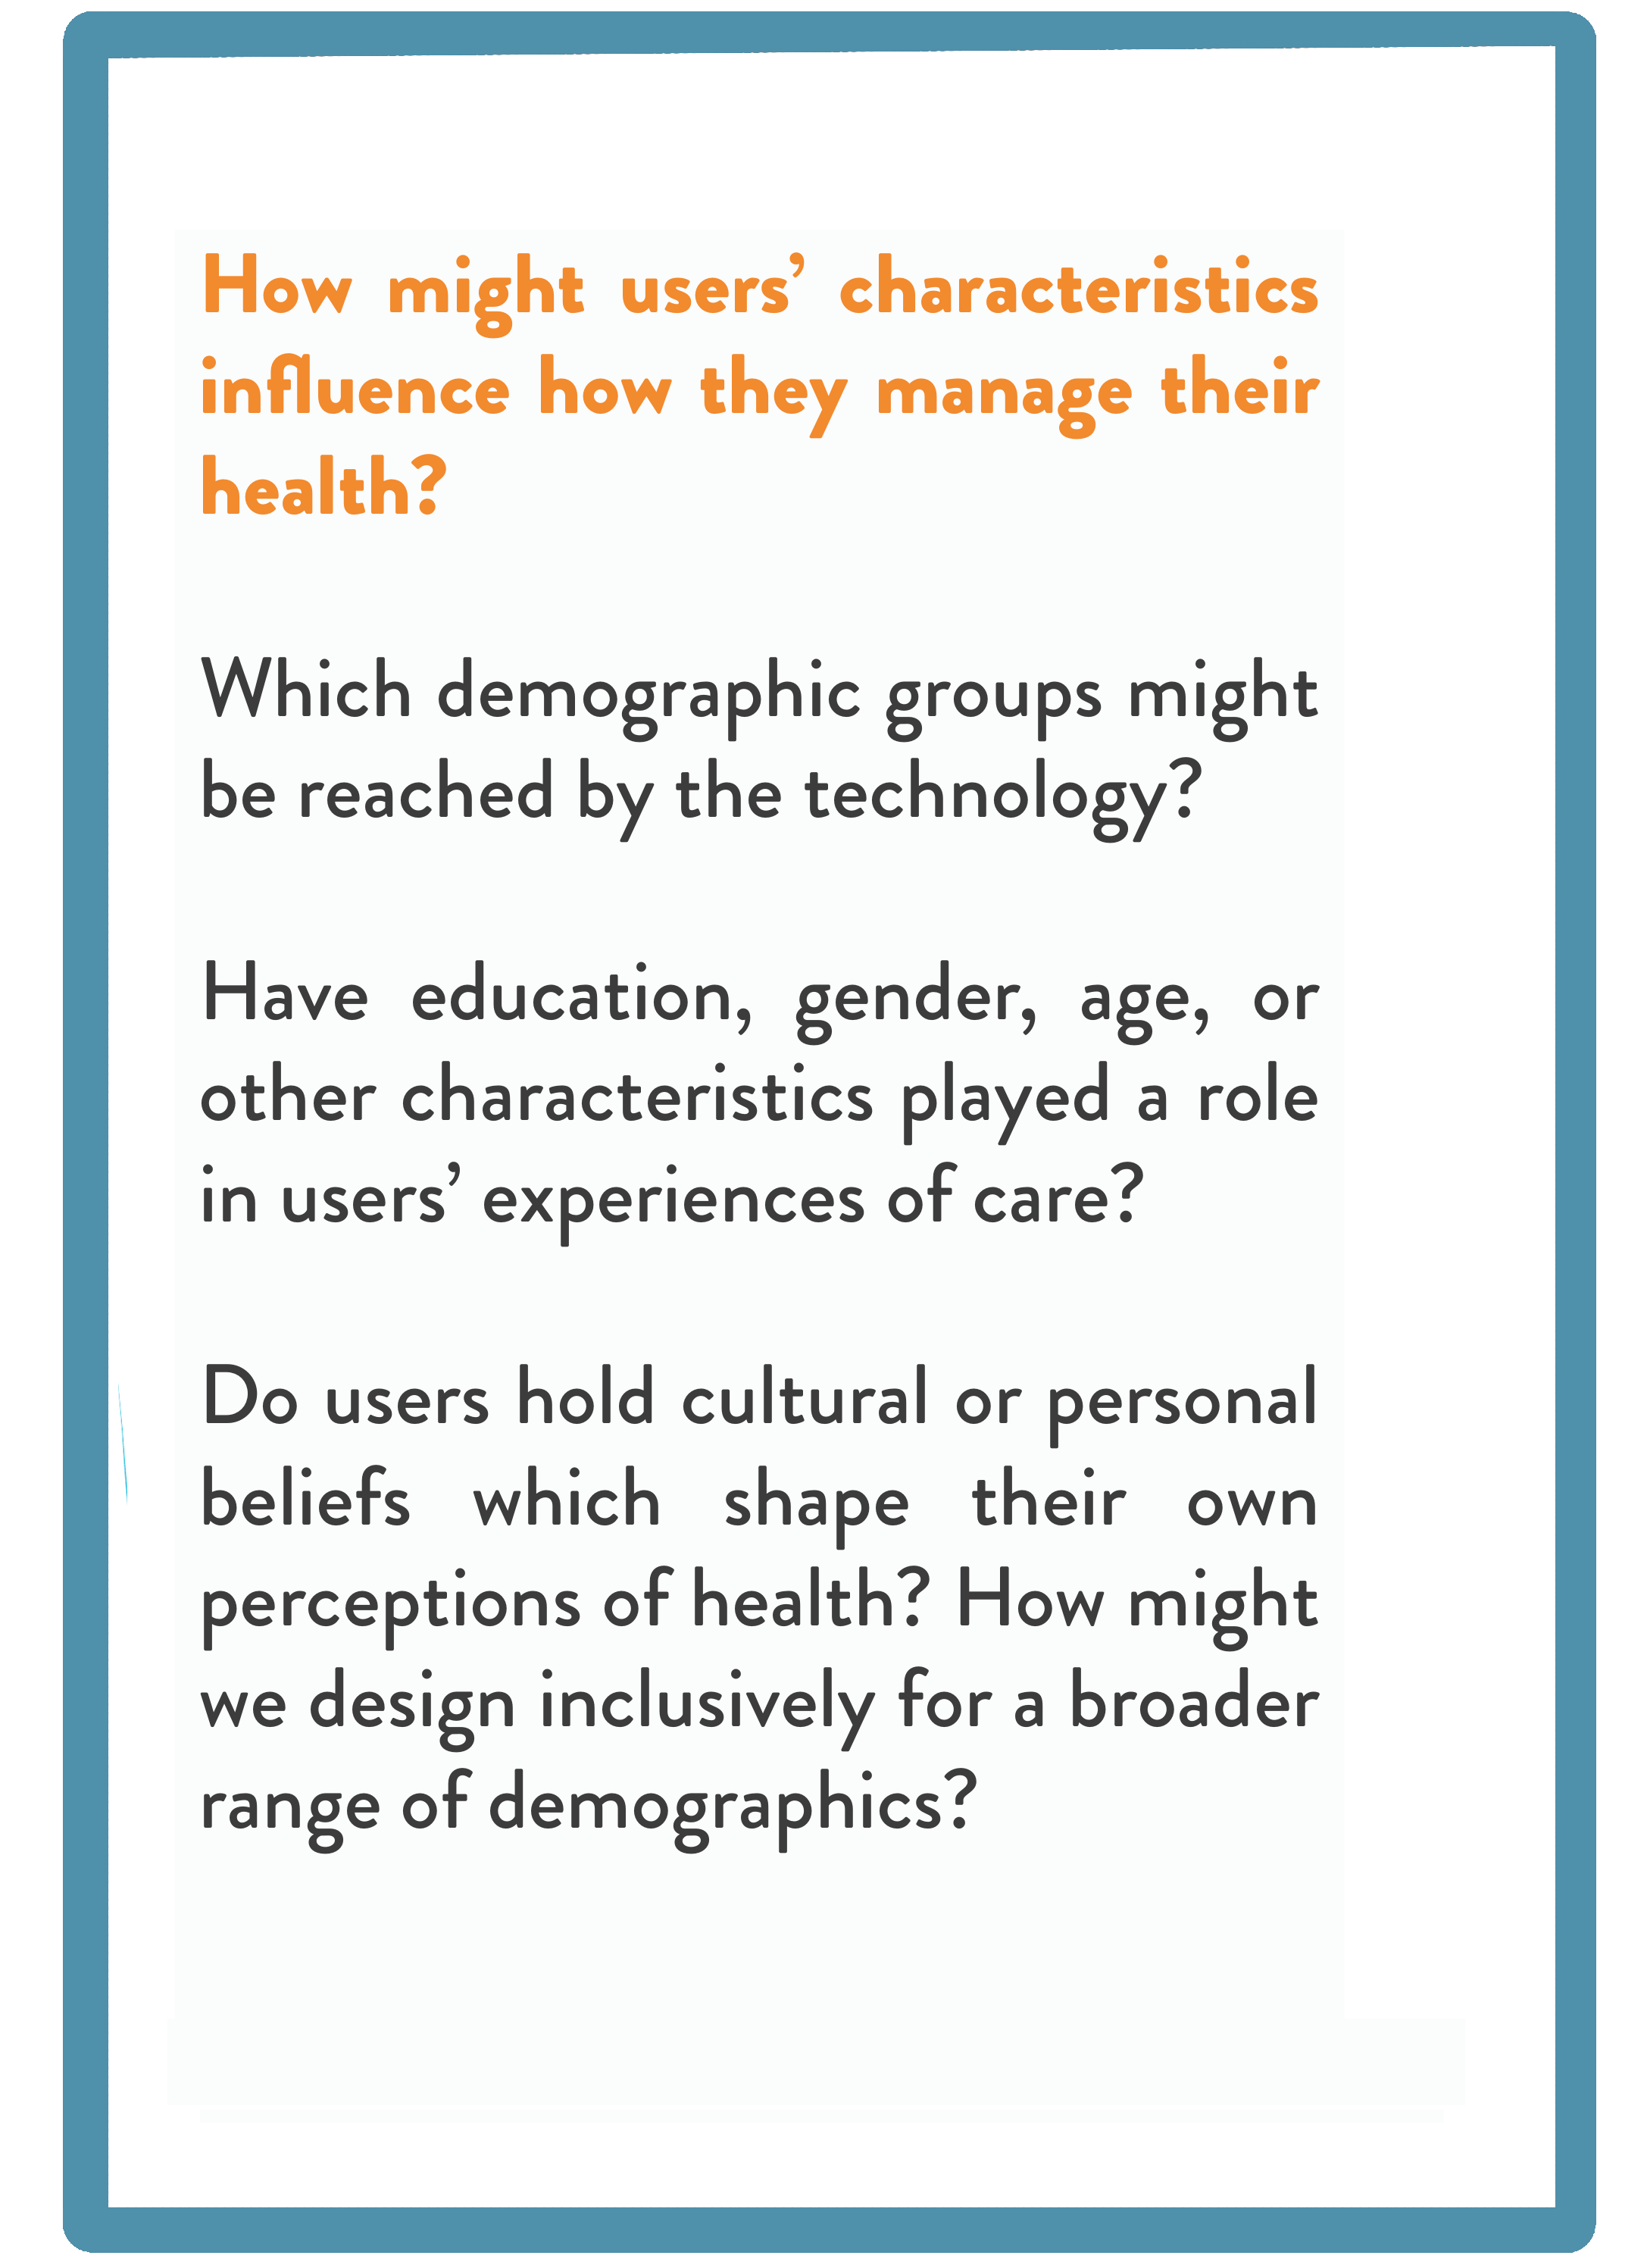 How might users’ characteristics
influence how they manage their
health?
Which demographic groups might
be reached by the technology?
Have education, gender, age, or
other characteristics played a role
in users’ experiences of care?
Do users hold cultural or personal
beliefs which shape their own
perceptions of health? How might
we design inclusively for a broader
range of demographics?